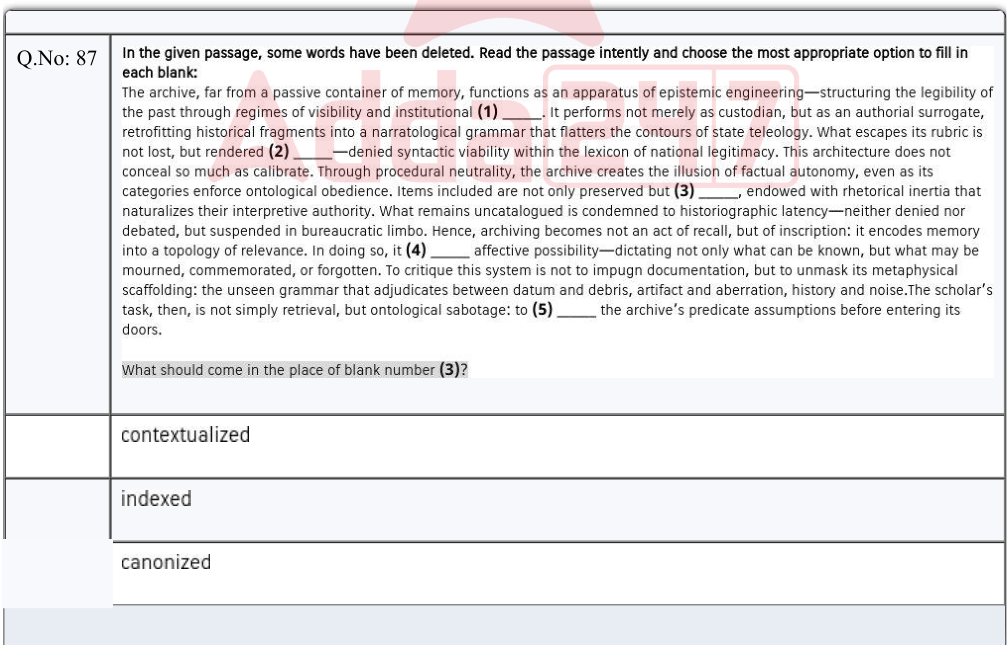 Q.No: 87
In the given passage, some words have been deleted. Read the passage intently and choose the most appropriate option to fill in
each blank:
The archive, far from a passive container of memory, functions as an apparatus of epistemic engineering—structuring the legibility of
the past through regimes of visibility and institutional (1) _____. It performs not merely as custodian, but as an authorial surrogate,
retrofitting historical fragments into a narratological grammar that flatters the contours of state teleology. What escapes its rubric is
not lost, but rendered (2) _____—denied syntactic viability within the lexicon of national legitimacy. This architecture does not
conceal so much as calibrate. Through procedural neutrality, the archive creates the illusion of factual autonomy, even as its
categories enforce ontological obedience. Items included are not only preserved but (3) _____, endowed with rhetorical inertia that
naturalizes their interpretive authority. What remains uncatalogued is condemned to historiographic latency—neither denied nor
debated, but suspended in bureaucratic limbo. Hence, archiving becomes not an act of recall, but of inscription: it encodes memory
into a topology of relevance. In doing so, it (4) _____ affective possibility—dictating not only what can be known, but what may be
mourned, commemorated, or forgotten. To critique this system is not to impugn documentation, but to unmask its metaphysical
scaffolding: the unseen grammar that adjudicates between datum and debris, artifact and aberration, history and noise.The scholar's
task, then, is not simply retrieval, but ontological sabotage: to (5) _____ the archive's predicate assumptions before entering its
doors.
What should come in the place of blank number (3)?
contextualized
indexed
canonized
Adda247